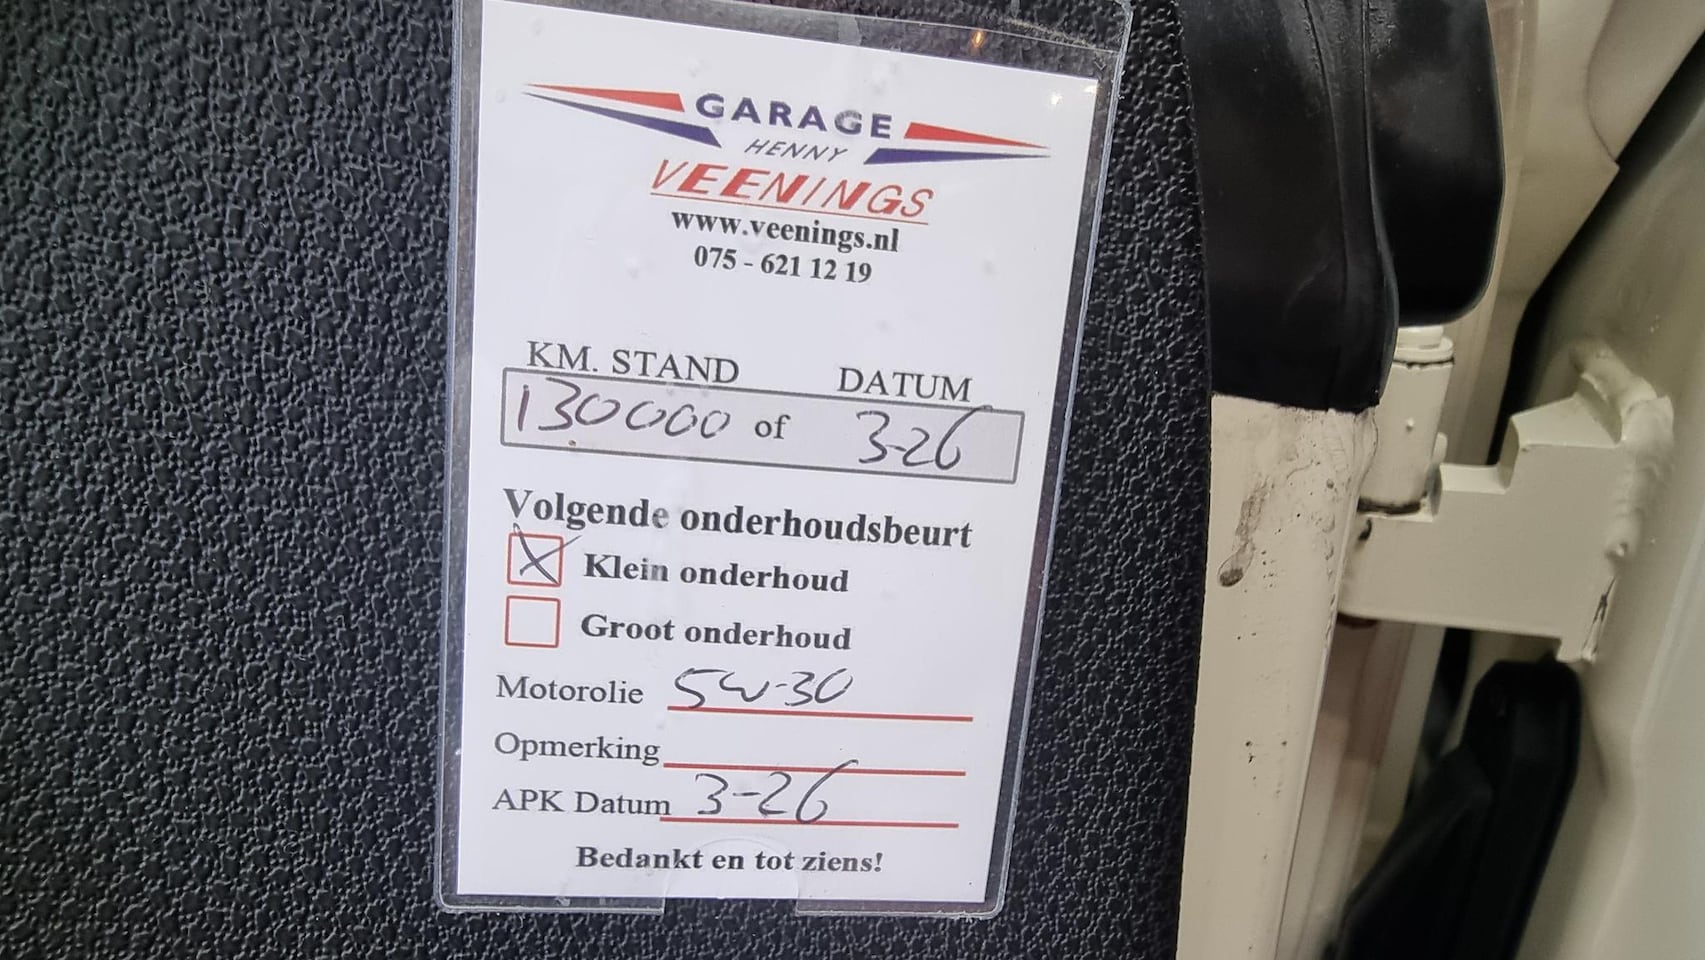 GARAGE
HENNY
VEENINGS
www.veenings.nl
075 - 621 12 19
KM. STAND DATUM
130000 of 3-26
Volgende onderhoudsbeurt
Klein onderhoud
Groot onderhoud
Motorolie 5W-30
Opmerking
APK Datum 3-26
Bedankt en tot ziens!